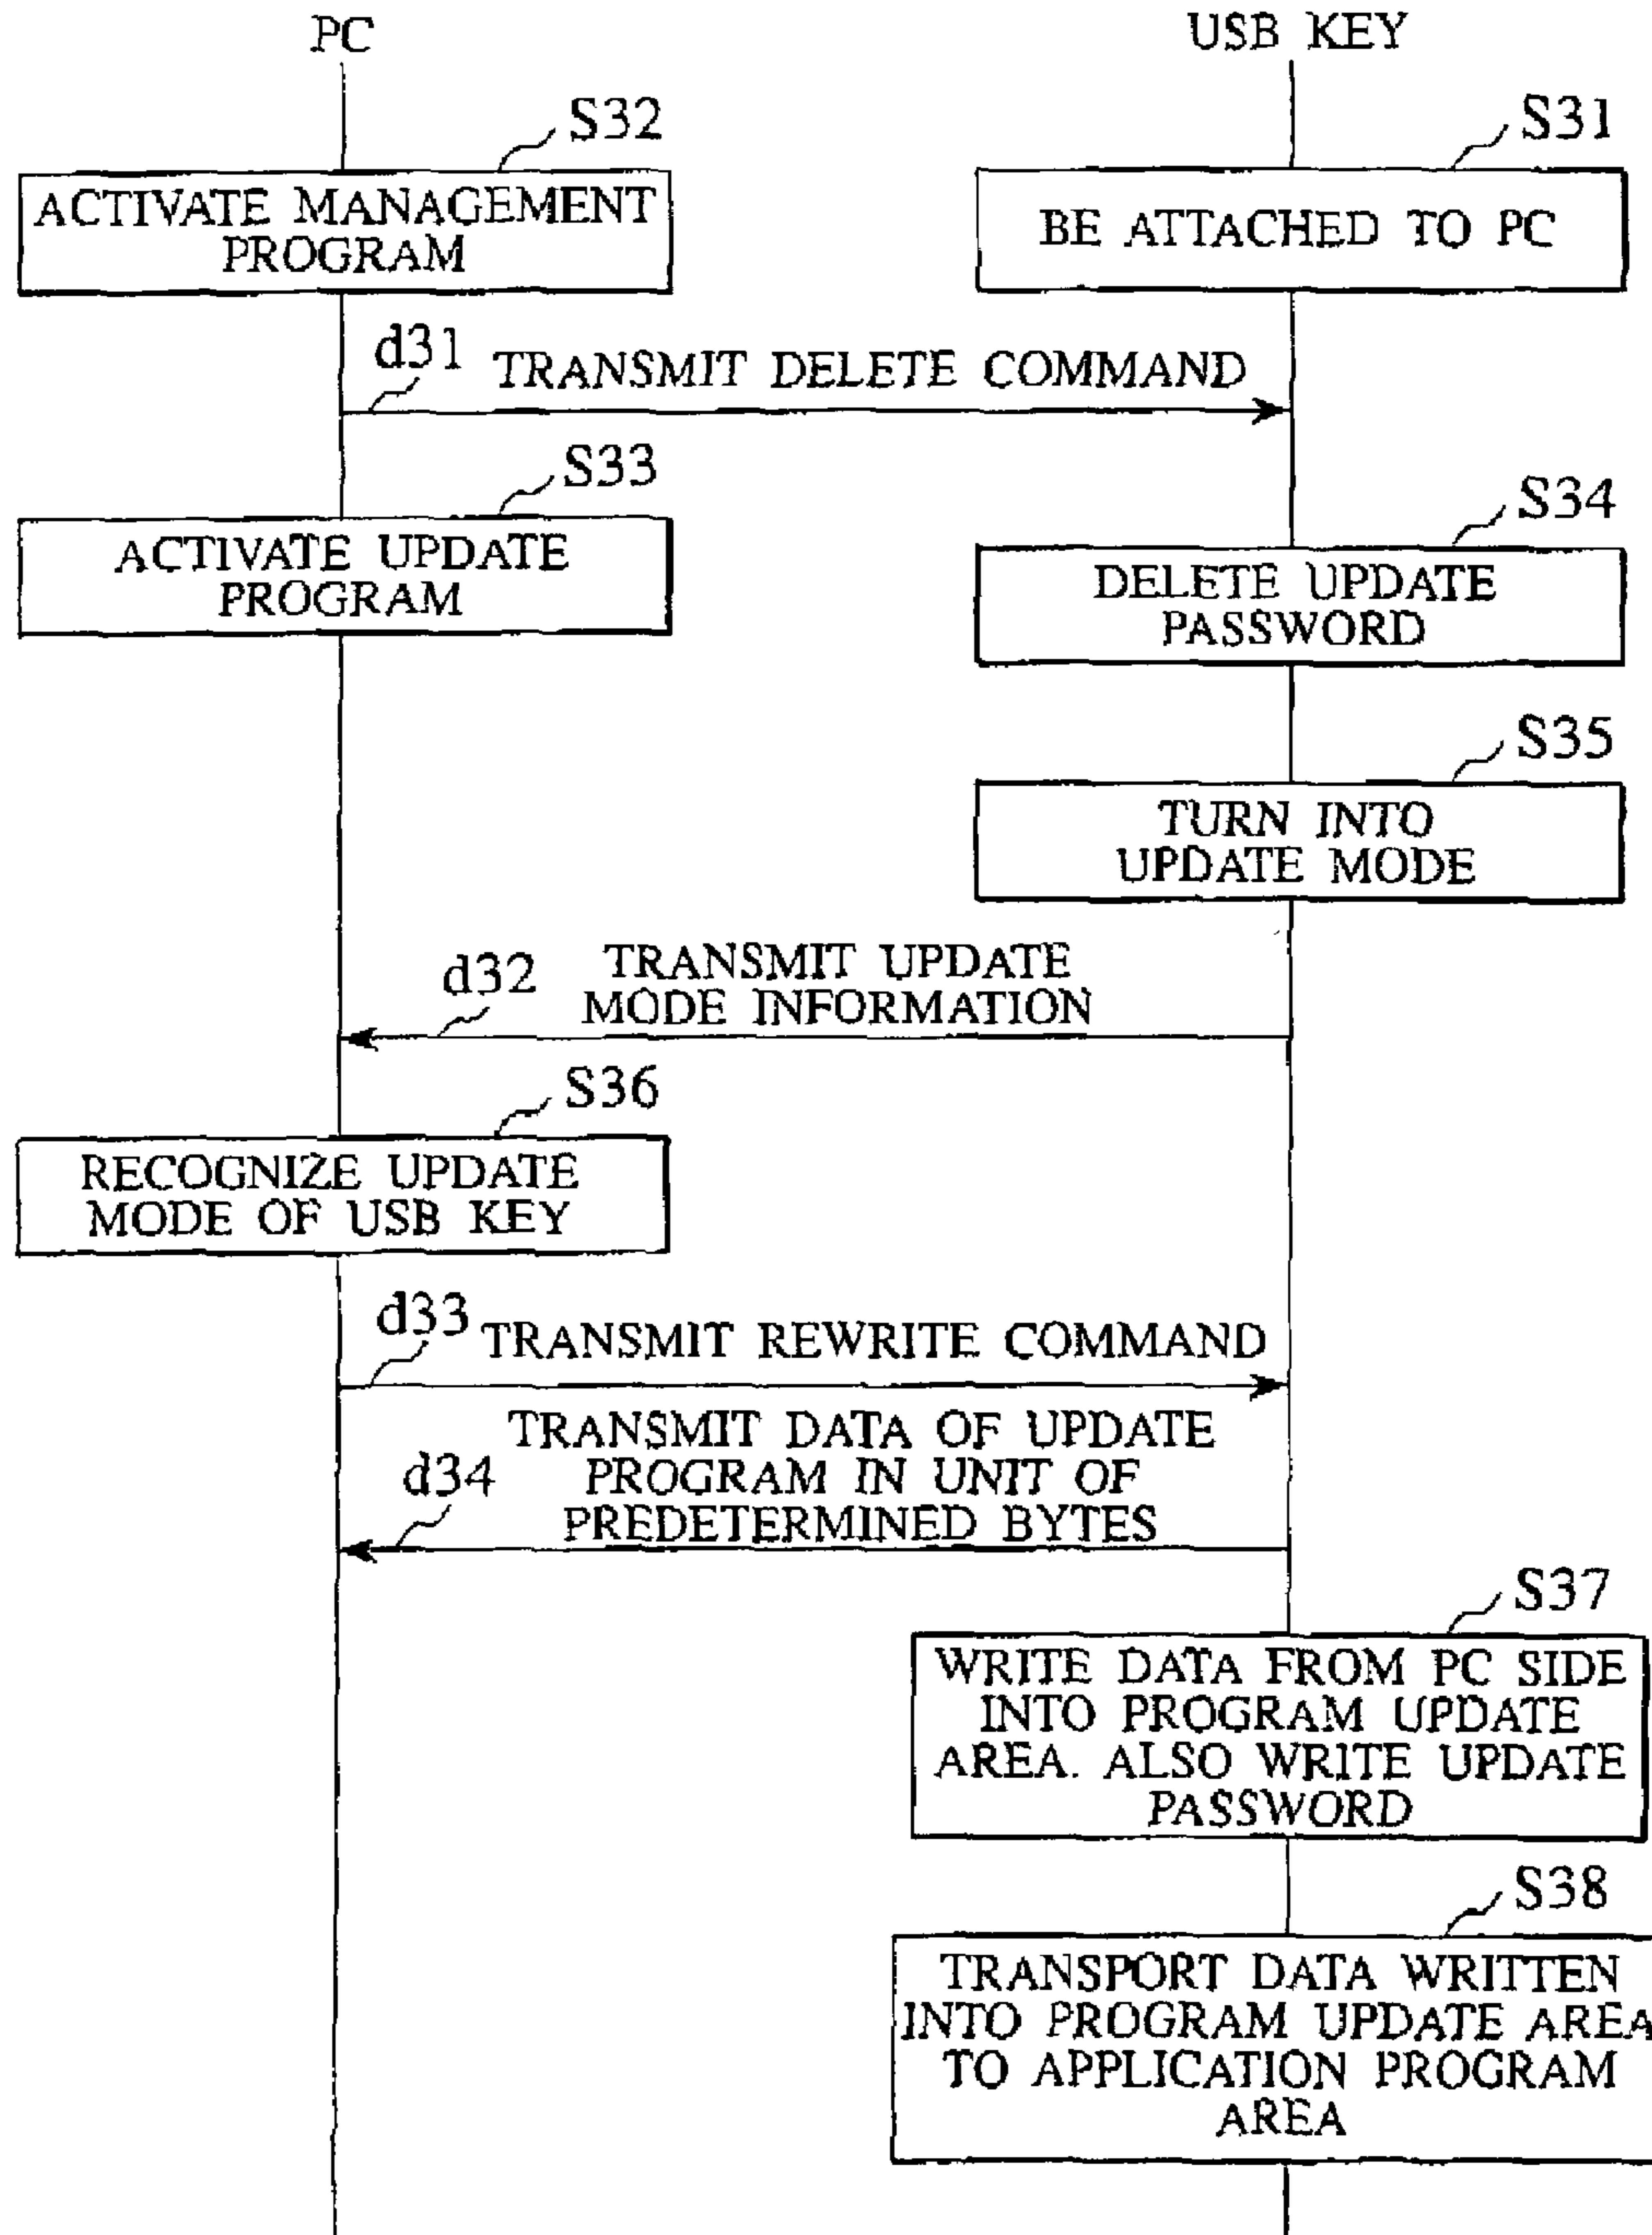 PC
USB KEY
S32
S31
ACTIVATE MANAGEMENT
PROGRAM
BE ATTACHED TO PC
d31
TRANSMIT DELETE COMMAND
S33
S34
ACTIVATE UPDATE
PROGRAM
DELETE UPDATE
PASSWORD
S35
TURN INTO
UPDATE MODE
d32
TRANSMIT UPDATE
MODE INFORMATION
S36
RECOGNIZE UPDATE
MODE OF USB KEY
d33
TRANSMIT REWRITE COMMAND
d34
TRANSMIT DATA OF UPDATE
PROGRAM IN UNIT OF
PREDETERMINED BYTES
S37
WRITE DATA FROM PC SIDE
INTO PROGRAM UPDATE
AREA. ALSO WRITE UPDATE
PASSWORD
S38
TRANSPORT DATA WRITTEN
INTO PROGRAM UPDATE AREA
TO APPLICATION PROGRAM
AREA